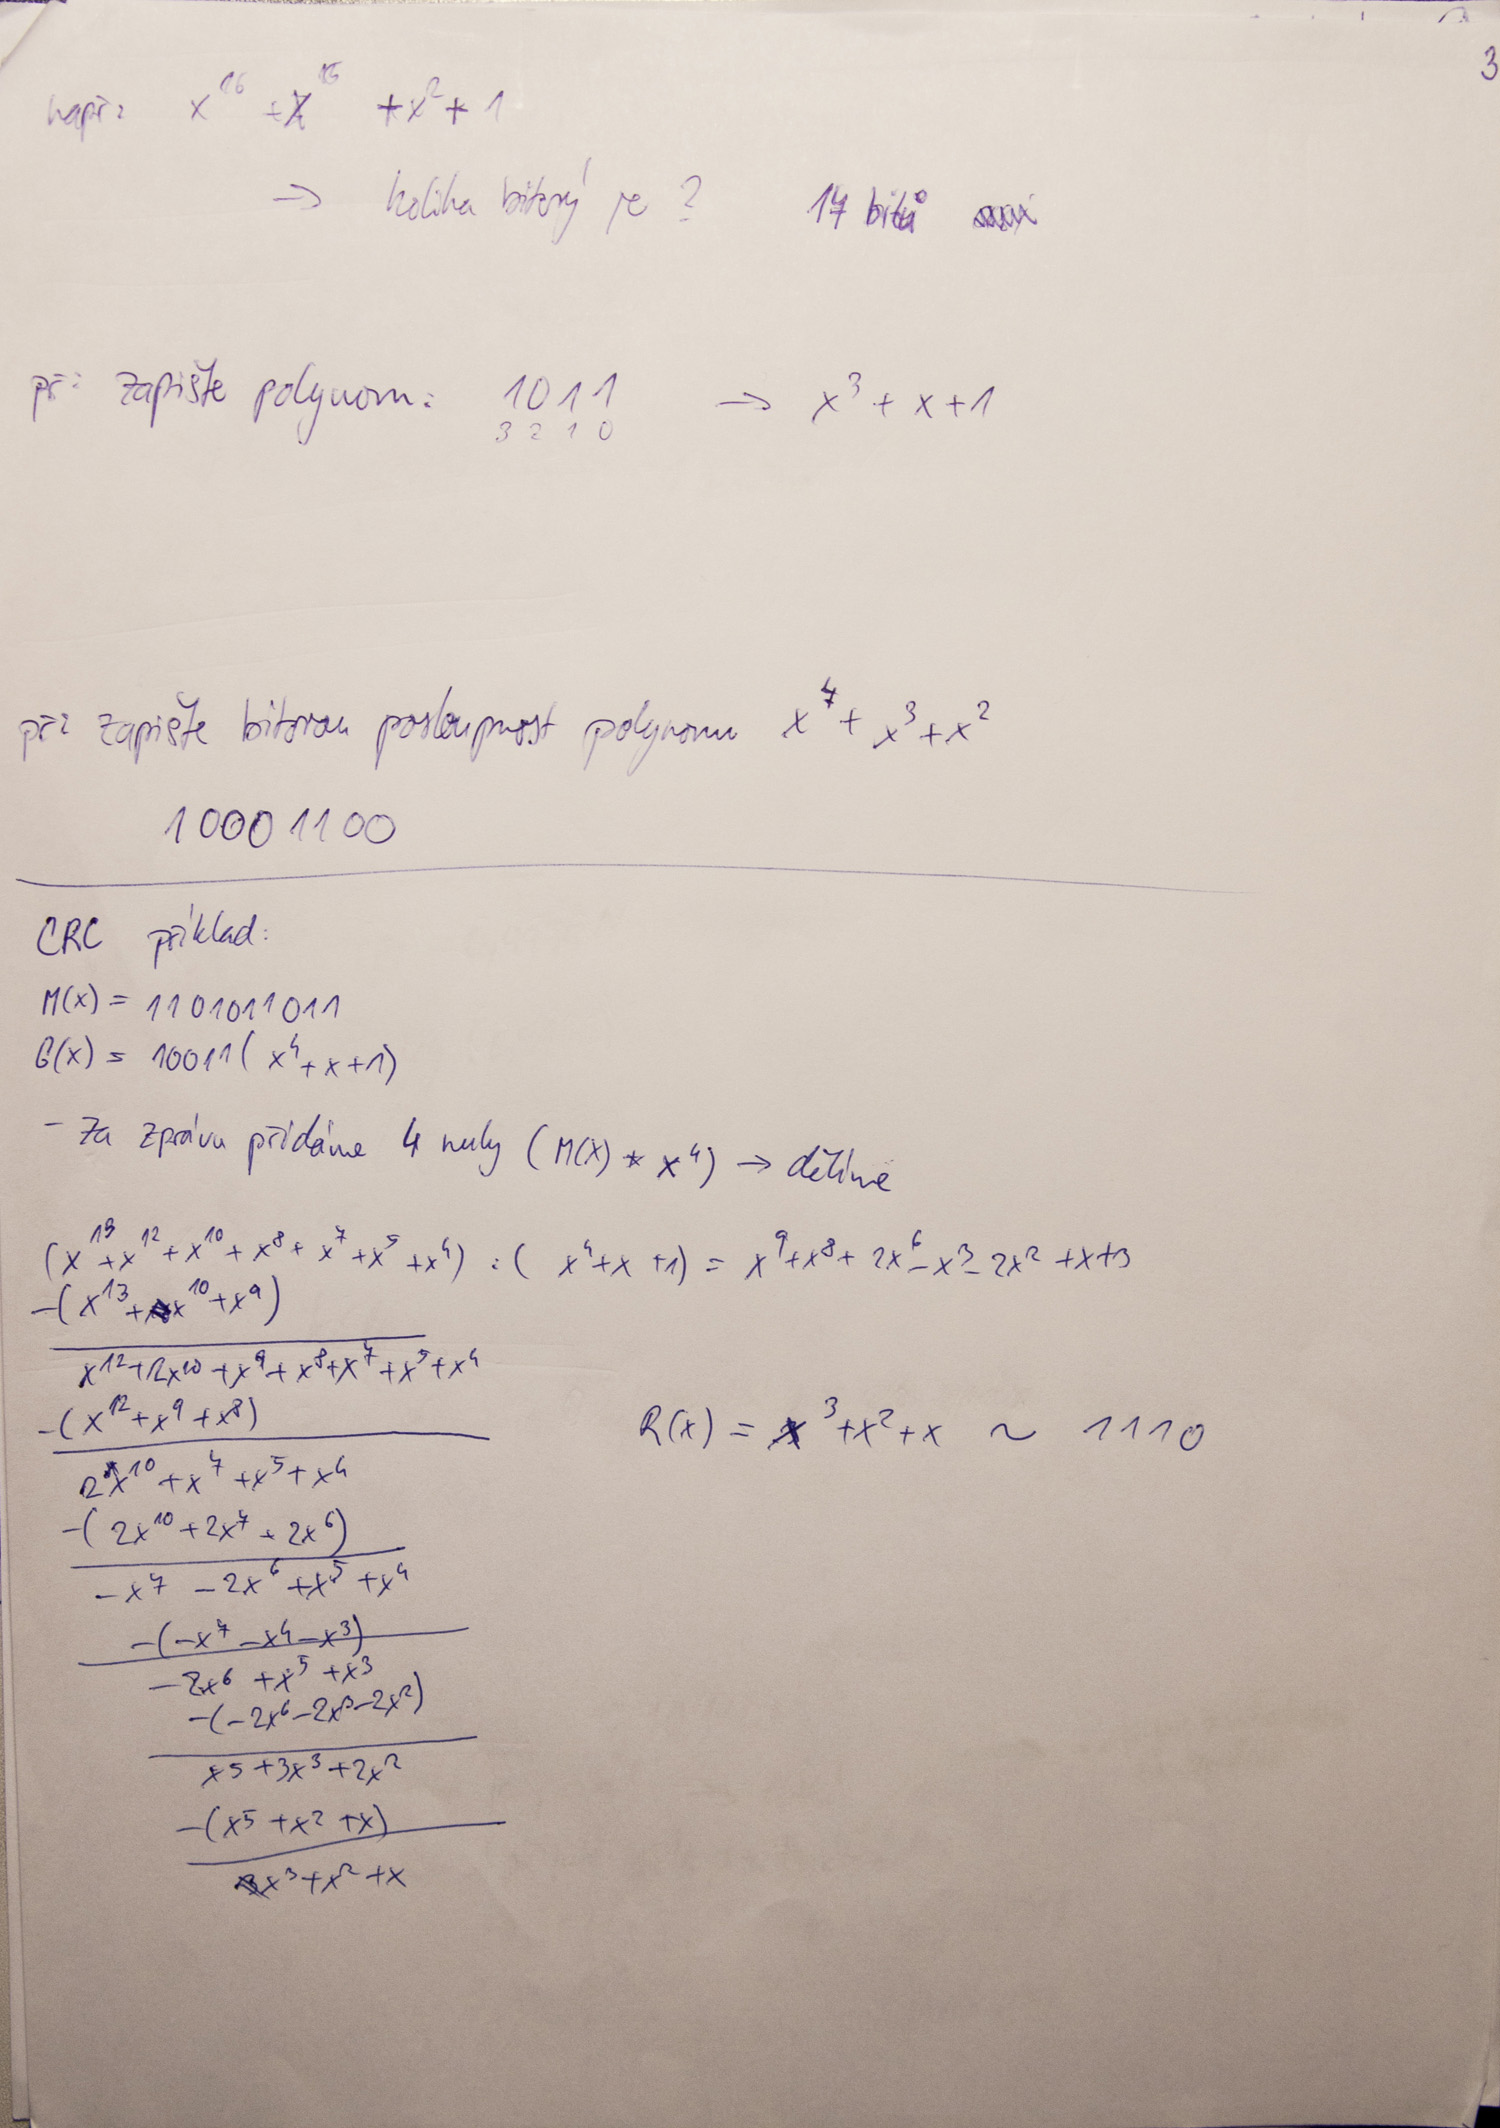 3
např: x^16 + x^15 + x^2 + 1
→ kolika bitový je ? 17 bitů
př: zapište polynom: 1011 → x^3 + x + 1
3 2 1 0
př: zapište bitovou posloupnost polynomu x^7 + x^3 + x^2
10001100
CRC příklad:
M(x) = 1101011011
G(x) = 10011 ( x^4 + x + 1)
- Za zprávu přidáme 4 nuly (M(x) * x^4) → dělíme
(x^13 + x^12 + x^10 + x^8 + x^7 + x^5 + x^4) : ( x^4 + x + 1) = x^9 + x^8 + 2x^6 - x^3 - 2x^2 + x + 3
-(x^13 + x^10 + x^9)
x^12 + 2x^10 + x^9 + x^8 + x^7 + x^5 + x^4
-(x^12 + x^9 + x^8)
R(x) = x^3 + x^2 + x ~ 1110
2x^10 + x^7 + x^5 + x^4
-( 2x^10 + 2x^7 + 2x^6)
-x^7 - 2x^6 + x^5 + x^4
-(-x^7 - x^4 - x^3)
-2x^6 + x^5 + x^3
-(-2x^6 - 2x^3 - 2x^2)
x^5 + 3x^3 + 2x^2
-(x^5 + x^2 + x)
x^3 + x^2 + x